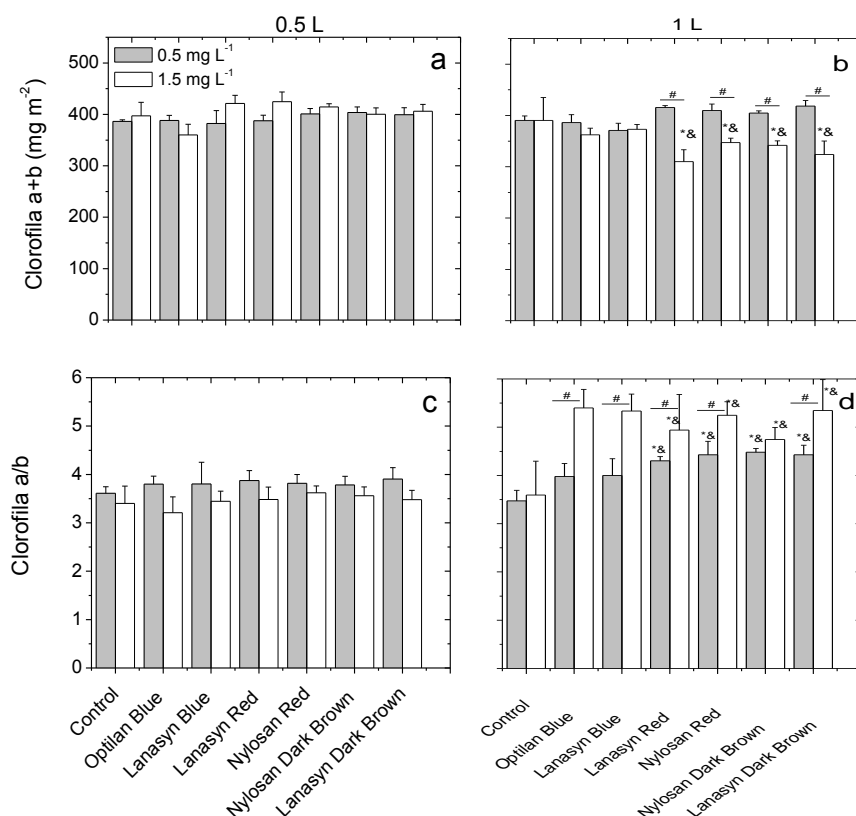 0.5 L
1 L
500
400
300
200
100
0
Clorofila a+b (mg m-2)
0.5 mg L-1
1.5 mg L-1
a
b
#
#
#
#
*&
*&
*&
*&
6
5
4
3
2
1
0
Clorofila a/b
c
d
#
#
#
#
#
*&
*&
*&
*&
*&
*&
*&
*&
Control
Optilan Blue
Lanasyn Blue
Lanasyn Red
Nylosan Red
Nylosan Dark Brown
Lanasyn Dark Brown
Control
Optilan Blue
Lanasyn Blue
Lanasyn Red
Nylosan Red
Nylosan Dark Brown
Lanasyn Dark Brown